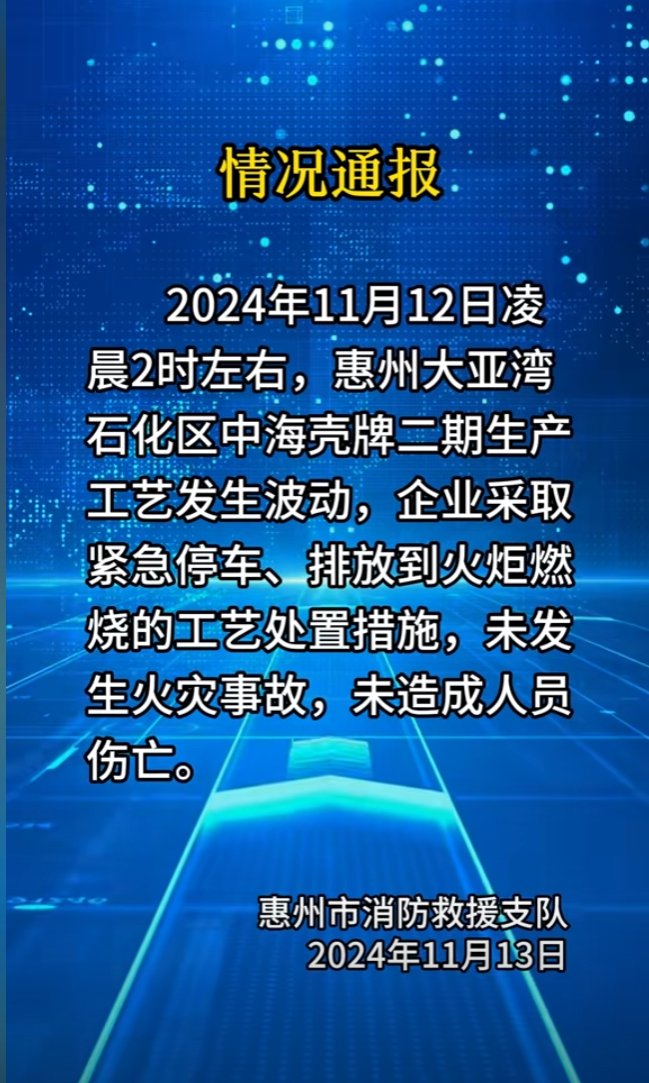 情况通报
2024年11月12日凌
晨2时左右，惠州大亚湾
石化区中海壳牌二期生产
工艺发生波动，企业采取
紧急停车、排放到火炬燃
烧的工艺处置措施，未发
生火灾事故，未造成人员
伤亡。
惠州市消防救援支队
2024年11月13日